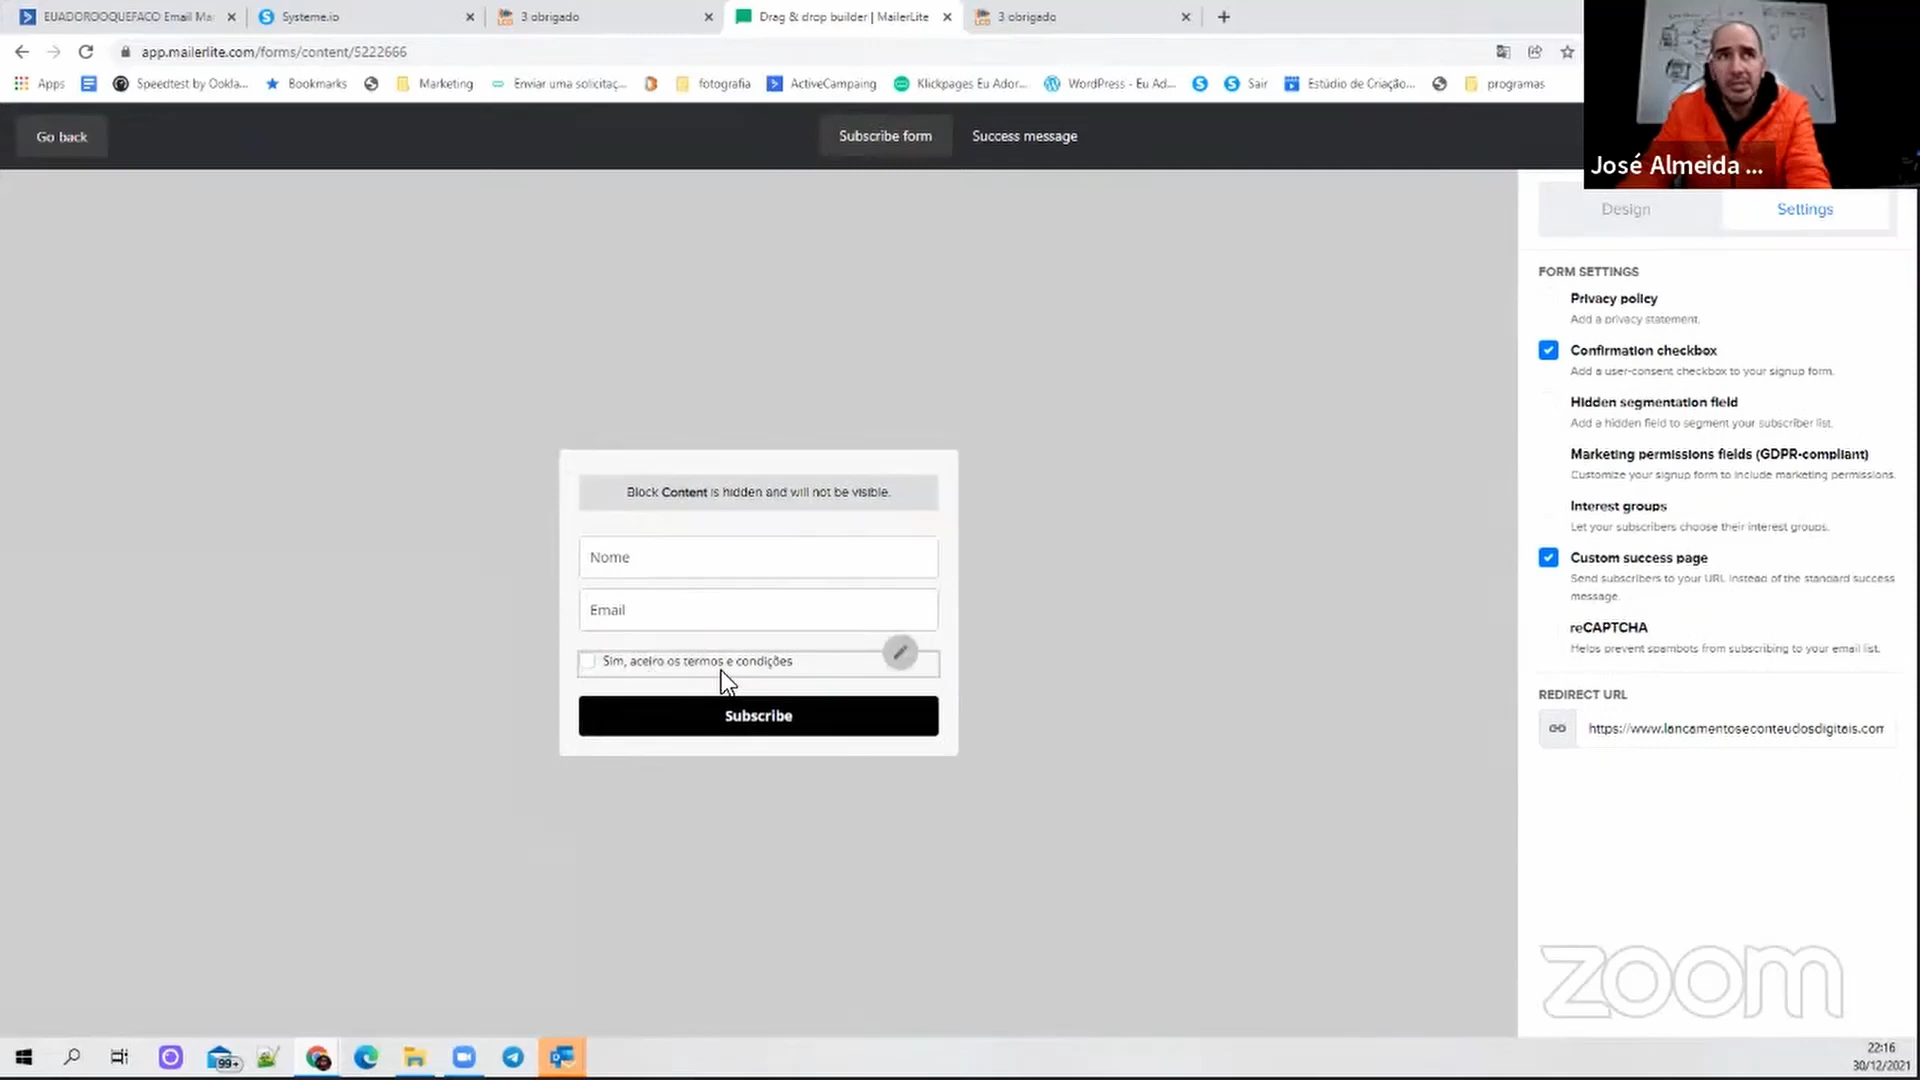 EUADOROOQUEFACO Email Ma
Systeme.io
3 obrigado
Drag & drop builder | MailerLite
3 obrigado
app.mailerlite.com/forms/content/5222666
Apps
Speedtest by Ookla...
Bookmarks
Marketing
Enviar uma solicitaç...
fotografia
ActiveCampaing
Klickpages Eu Ador...
WordPress - Eu Ad...
Sair
Estúdio de Criação...
programas
Go back
Subscribe form
Success message
José Almeida ...
Design
Settings
FORM SETTINGS
Privacy policy
Add a privacy statement.
Confirmation checkbox
Add a user-consent checkbox to your signup form.
Hidden segmentation field
Add a hidden field to segment your subscriber list.
Marketing permissions fields (GDPR-compliant)
Customize your signup form to include marketing permissions.
Interest groups
Let your subscribers choose their interest groups.
Custom success page
Send subscribers to your URL instead of the standard success
message.
reCAPTCHA
Helps prevent spambots from subscribing to your email list.
REDIRECT URL
https://www.lancamentoseconteudosdigitais.com
Block Content is hidden and will not be visible.
Nome
Email
Sim, aceiro os termos e condições
Subscribe
zoom
99+
22:16
30/12/2021